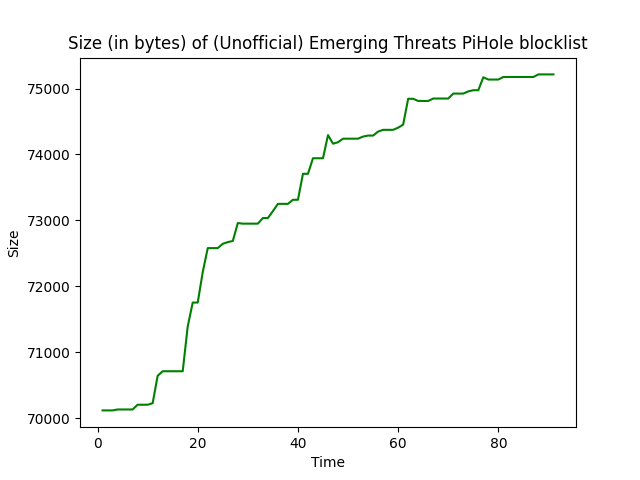 Size (in bytes) of (Unofficial) Emerging Threats PiHole blocklist
75000
74000
73000
72000
71000
70000
Size
0 20 40 60 80
Time